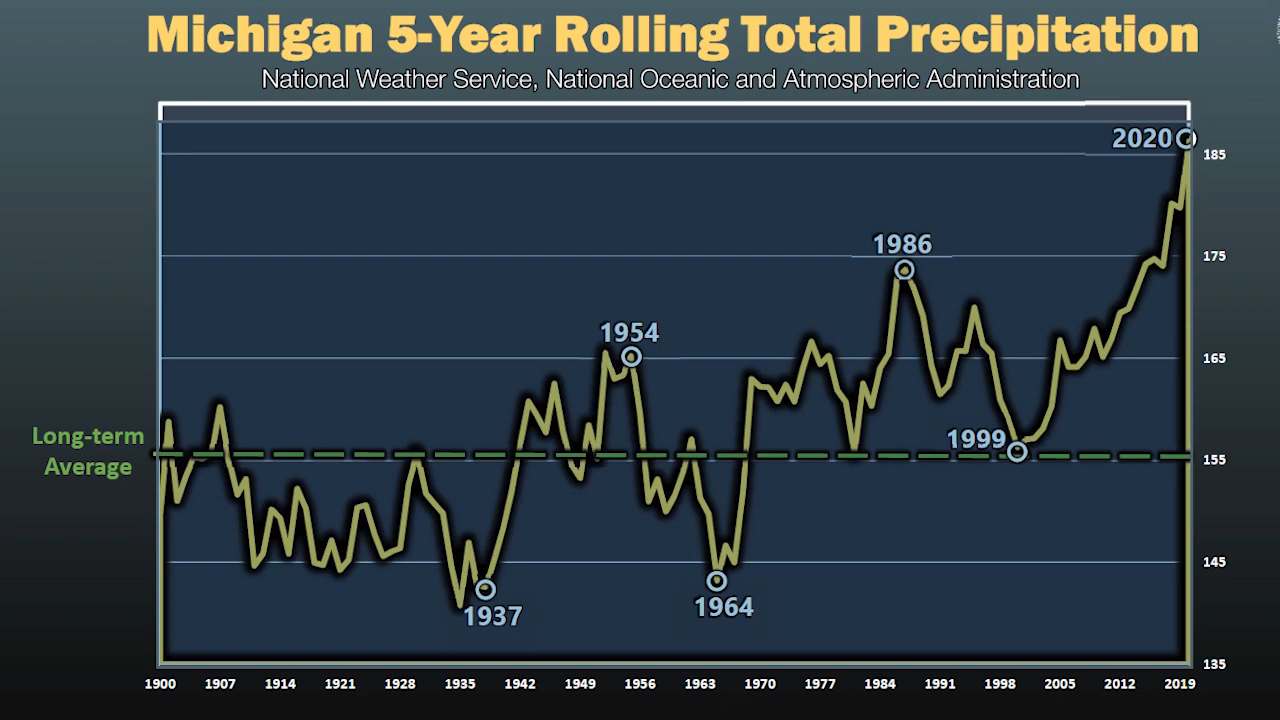 Michigan 5-Year Rolling Total Precipitation
National Weather Service, National Oceanic and Atmospheric Administration
2020
185
1986
175
1954
165
Long-term
Average
1999
155
145
1937
1964
135
1900 1907 1914 1921 1928 1935 1942 1949 1956 1963 1970 1977 1984 1991 1998 2005 2012 2019